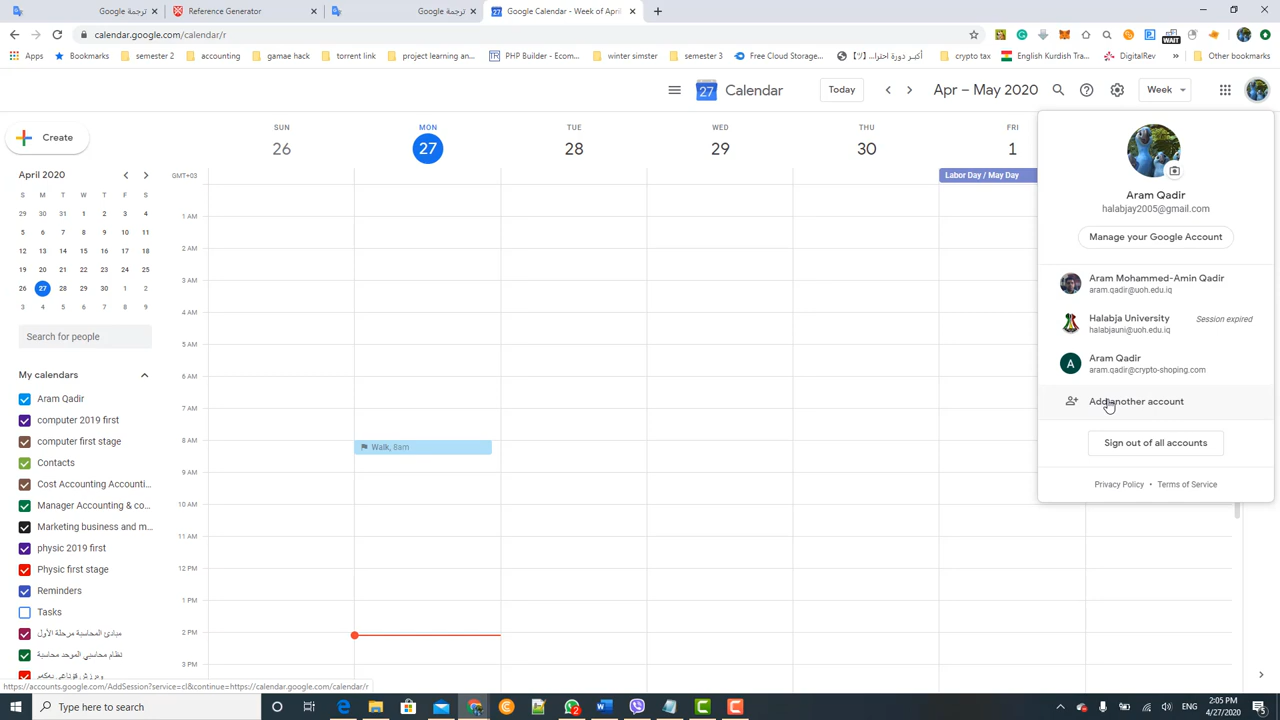 ترجمة Google
Reference Generator
ترجمة Google
Google Calendar - Week of April
calendar.google.com/calendar/r
WAIT
Apps
Bookmarks
semester 2
accounting
gamae hack
torrent link
project learning an...
PHP Builder - Ecom...
winter simster
semester 3
Free Cloud Storage...
crypto tax
English Kurdish Tra...
DigitalRev
Other bookmarks
27
Calendar
Today
Apr – May 2020
Week
Create
SUN
MON
TUE
WED
THU
FRI
26
27
28
29
30
1
GMT+03
Labor Day / May Day
April 2020
S M T W T F S
29 30 31 1 2 3 4
5 6 7 8 9 10 11
12 13 14 15 16 17 18
19 20 21 22 23 24 25
26 27 28 29 30 1 2
3 4 5 6 7 8 9
Search for people
My calendars
Aram Qadir
computer 2019 first
computer first stage
Contacts
Cost Accounting Accounti...
Manager Accounting & co...
Marketing business and m...
physic 2019 first
Physic first stage
Reminders
Tasks
مبادئ المحاسبة مرحلة الأول
نظام محاسبي الموحد محاسبة
1 AM
2 AM
3 AM
4 AM
5 AM
6 AM
7 AM
8 AM
9 AM
10 AM
11 AM
12 PM
1 PM
2 PM
3 PM
Walk, 8am
Aram Qadir
halabjay2005@gmail.com
Manage your Google Account
Aram Mohammed-Amin Qadir
aram.qadir@uoh.edu.iq
Halabja University
Session expired
halabjauni@uoh.edu.iq
A
Aram Qadir
aram.qadir@crypto-shoping.com
Add another account
Sign out of all accounts
Privacy Policy • Terms of Service
https://accounts.google.com/AddSession?service=cl&continue=https://calendar.google.com/calendar/r
Type here to search
2
ENG
2:05 PM
4/27/2020
5